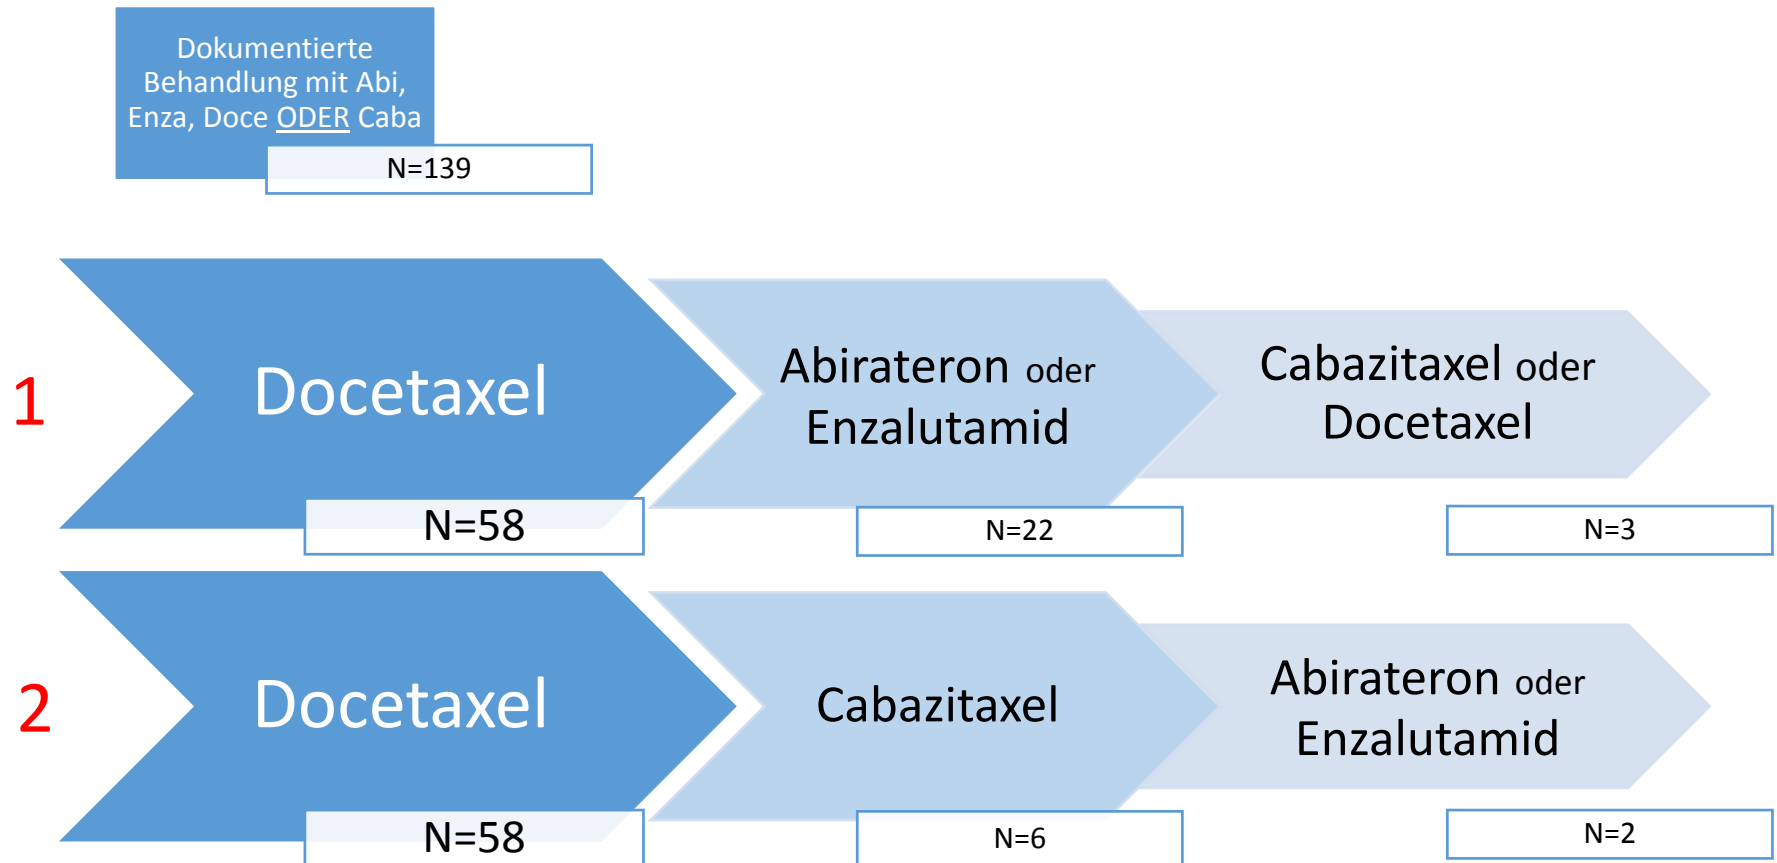 Dokumentierte
Behandlung mit Abi,
Enza, Doce ODER Caba
N=139
1
Docetaxel
N=58
Abirateron oder
Enzalutamid
N=22
Cabazitaxel oder
Docetaxel
N=3
2
Docetaxel
N=58
Cabazitaxel
N=6
Abirateron oder
Enzalutamid
N=2